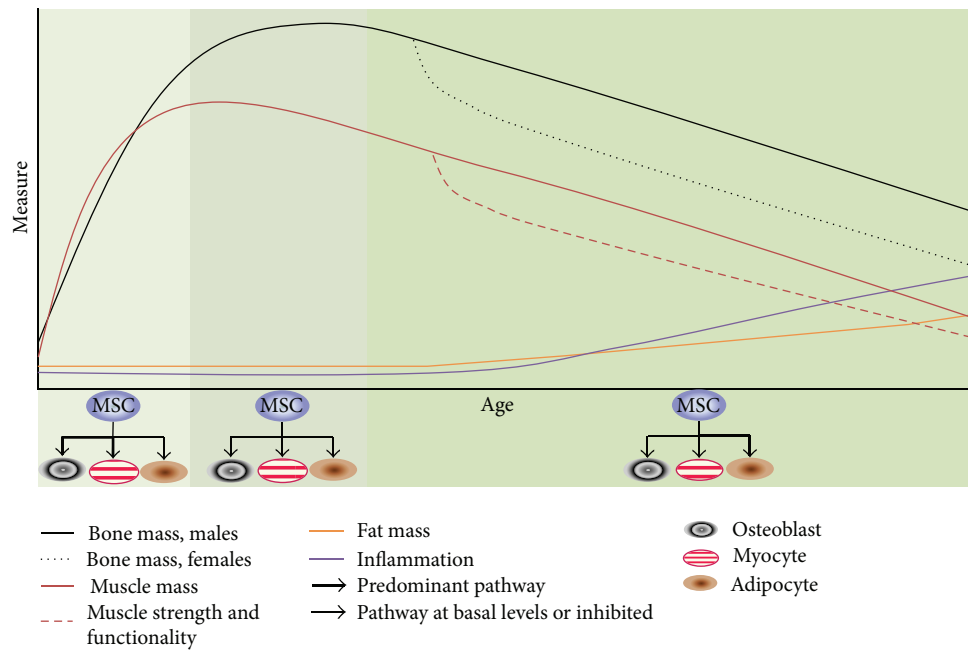 Measure
MSC
MSC
Age
MSC
Bone mass, males
Bone mass, females
Muscle mass
Muscle strength and
functionality
Fat mass
Inflammation
Predominant pathway
Pathway at basal levels or inhibited
Osteoblast
Myocyte
Adipocyte